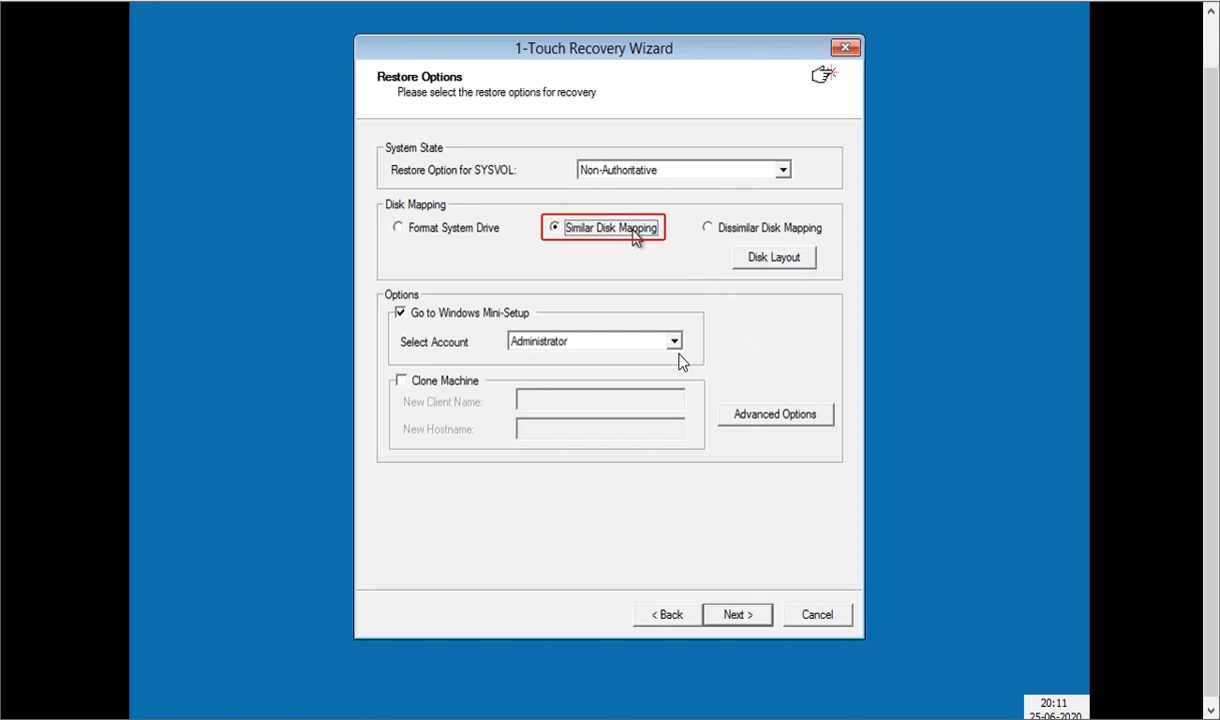 1-Touch Recovery Wizard
Restore Options
Please select the restore options for recovery
System State
Restore Option for SYSVOL:
Non-Authoritative
Disk Mapping
Format System Drive
Similar Disk Mapping
Dissimilar Disk Mapping
Disk Layout
Options
Go to Windows Mini-Setup
Select Account
Administrator
Clone Machine
New Client Name:
New Hostname:
Advanced Options
< Back
Next >
Cancel
20:11
25-06-2020